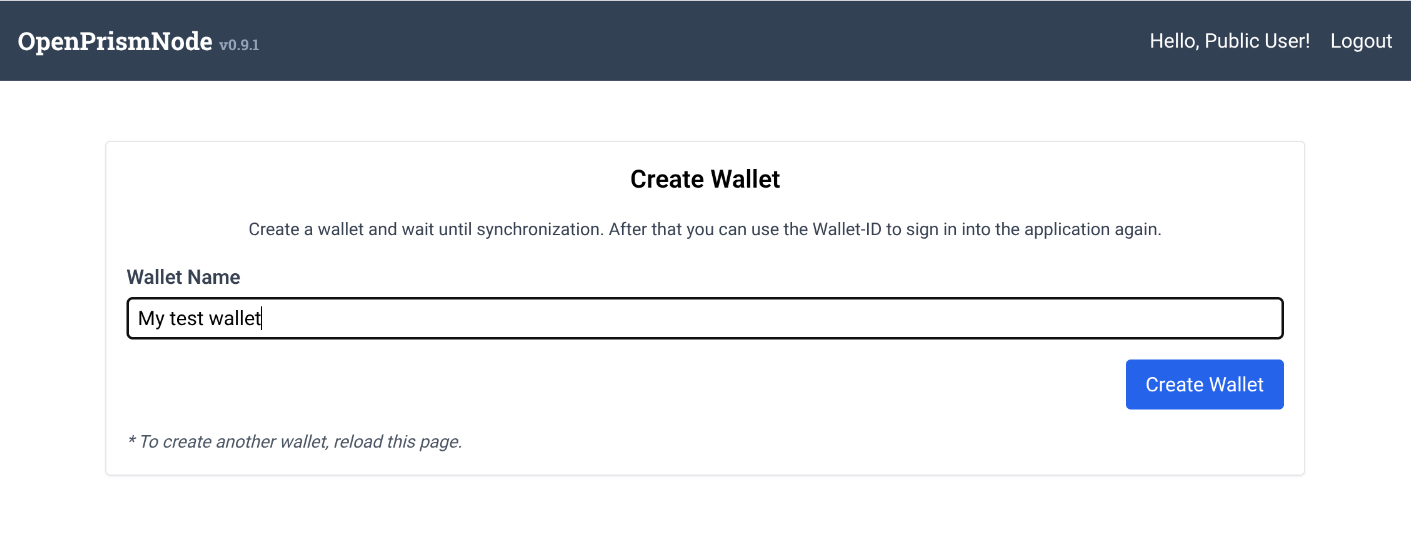 OpenPrismNode v0.9.1
Hello, Public User! Logout
Create Wallet
Create a wallet and wait until synchronization. After that you can use the Wallet-ID to sign in into the application again.
Wallet Name
My test wallet
Create Wallet
* To create another wallet, reload this page.